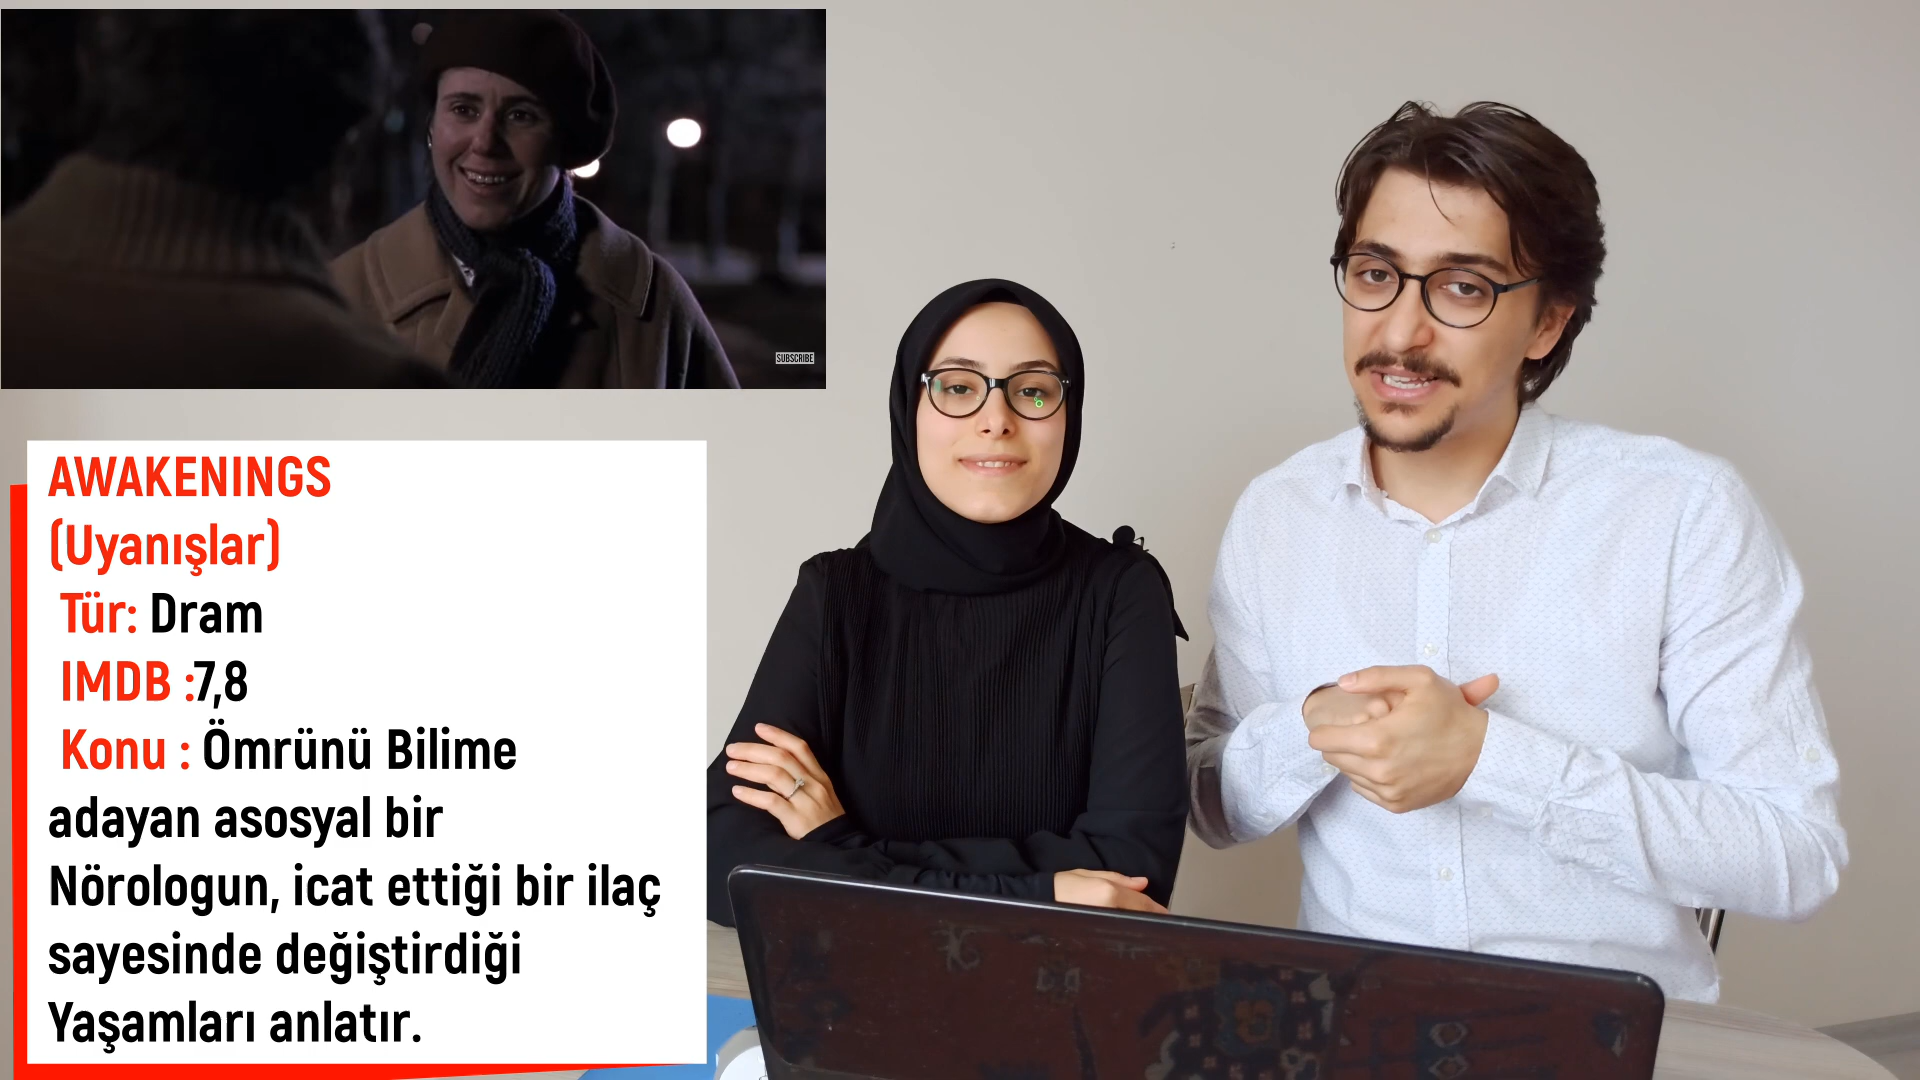 SUBSCRIBE
AWAKENINGS
(Uyanışlar)
Tür: Dram
IMDB :7,8
Konu : Ömrünü Bilime
adayan asosyal bir
Nörologun, icat ettiği bir ilaç
sayesinde değiştirdiği
Yaşamları anlatır.